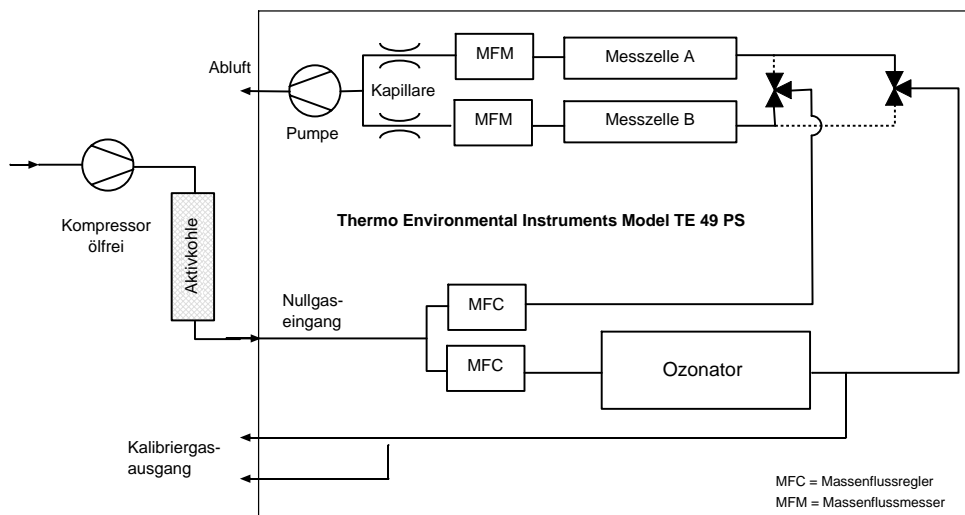 MFM
Messzelle A
Abluft
Kapillare
Pumpe
MFM
Messzelle B
Kompressor
ölfrei
Aktivkohle
Thermo Environmental Instruments Model TE 49 PS
Nullgas-
eingang
MFC
MFC
Ozonator
Kalibriergas-
ausgang
MFC = Massenflussregler
MFM = Massenflussmesser